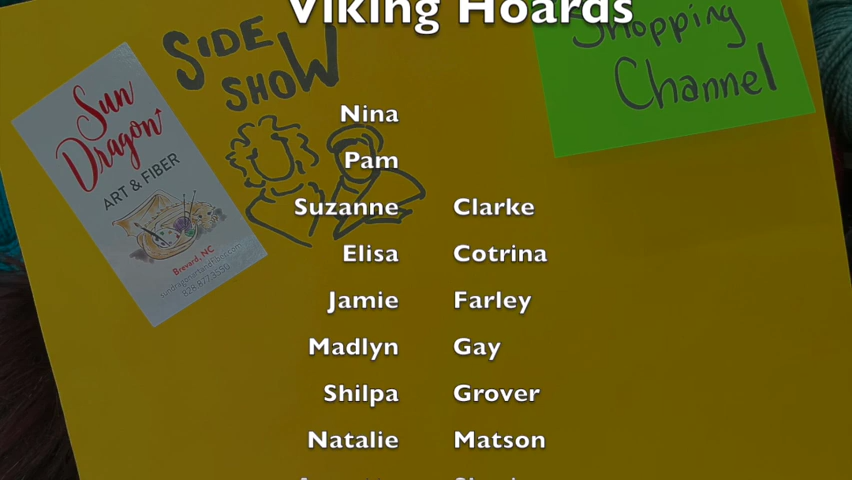 Viking Hoards
SIDE
SHOW
Shopping
Channel
Sun
Dragon
ART & FIBER
Brevard, NC
Nina
Pam
Suzanne Clarke
Elisa Cotrina
Jamie Farley
Madlyn Gay
Shilpa Grover
Natalie Matson